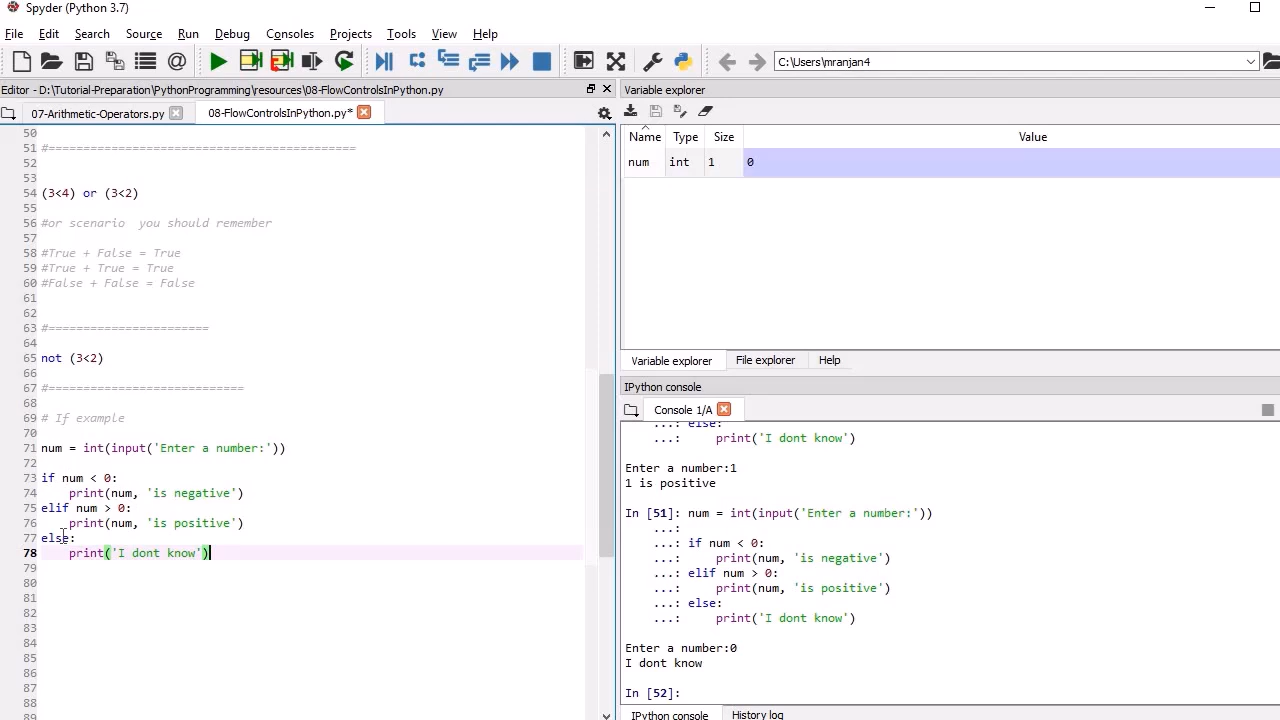 Spyder (Python 3.7)
File Edit Search Source Run Debug Consoles Projects Tools View Help
C:\Users\mranjan4
Editor - D:\Tutorial-Preparation\PythonProgramming\resources\08-FlowControlsInPython.py
07-Arithmetic-Operators.py 08-FlowControlsInPython.py*
50
51 #============================================
52
53
54 (3<4) or (3<2)
55
56 #or scenario  you should remember
57
58 #True + False = True
59 #True + True = True
60 #False + False = False
61
62
63 #=======================
64
65 not (3<2)
66
67 #============================
68
69 # If example
70
71 num = int(input('Enter a number:'))
72
73 if num < 0:
74     print(num, 'is negative')
75 elif num > 0:
76     print(num, 'is positive')
77 else:
78     print('I dont know')
79
80
81
82
83
84
85
86
87
88
89
Variable explorer
Name Type Size Value
num int 1 0
Variable explorer File explorer Help
IPython console
Console 1/A
...: else:
...:     print('I dont know')
Enter a number:1
1 is positive
In [51]: num = int(input('Enter a number:'))
...:
...: if num < 0:
...:     print(num, 'is negative')
...: elif num > 0:
...:     print(num, 'is positive')
...: else:
...:     print('I dont know')
Enter a number:0
I dont know
In [52]:
IPython console History log